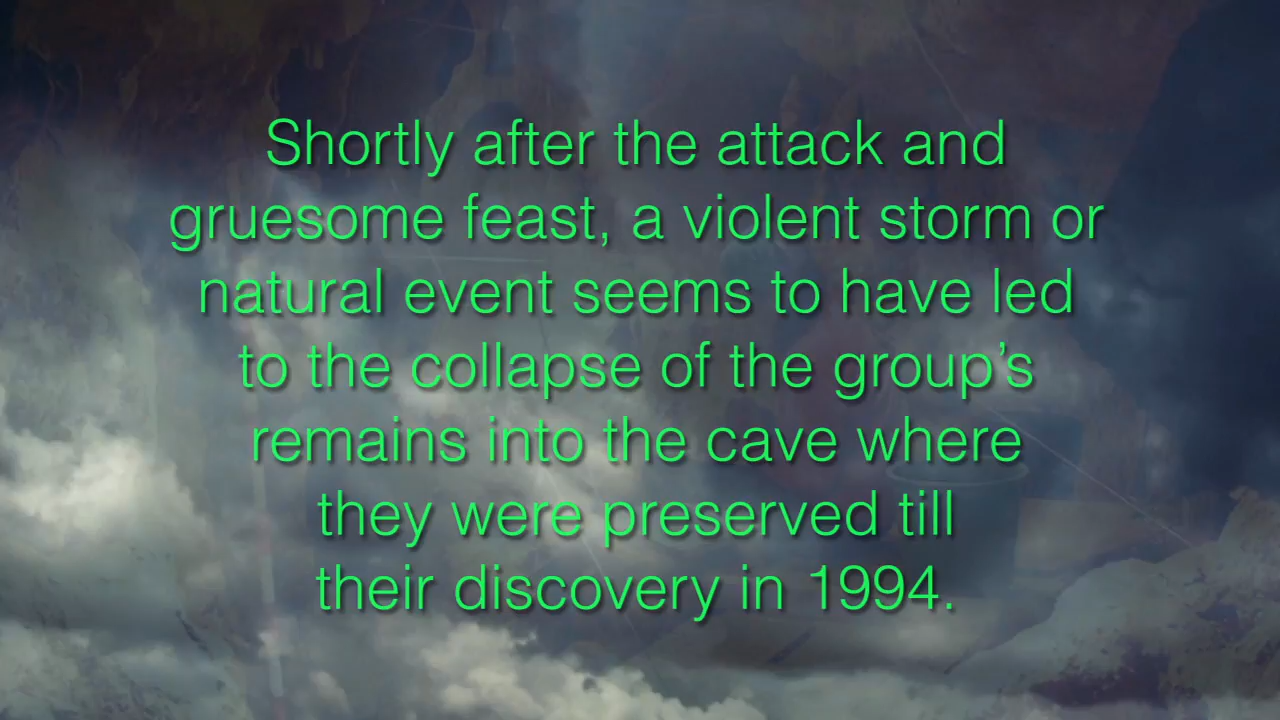 Shortly after the attack and
gruesome feast, a violent storm or
natural event seems to have led
to the collapse of the group’s
remains into the cave where
they were preserved till
their discovery in 1994.